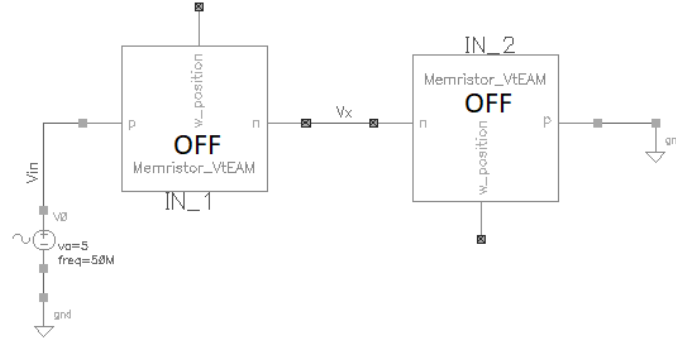 IN_2
w_position
Memristor_VtEAM
OFF
p
OFF
n
Vx
n
p
Memristor_VtEAM
w_position
gn
IN_1
Vin
V0
va=5
freq=50M
gnd